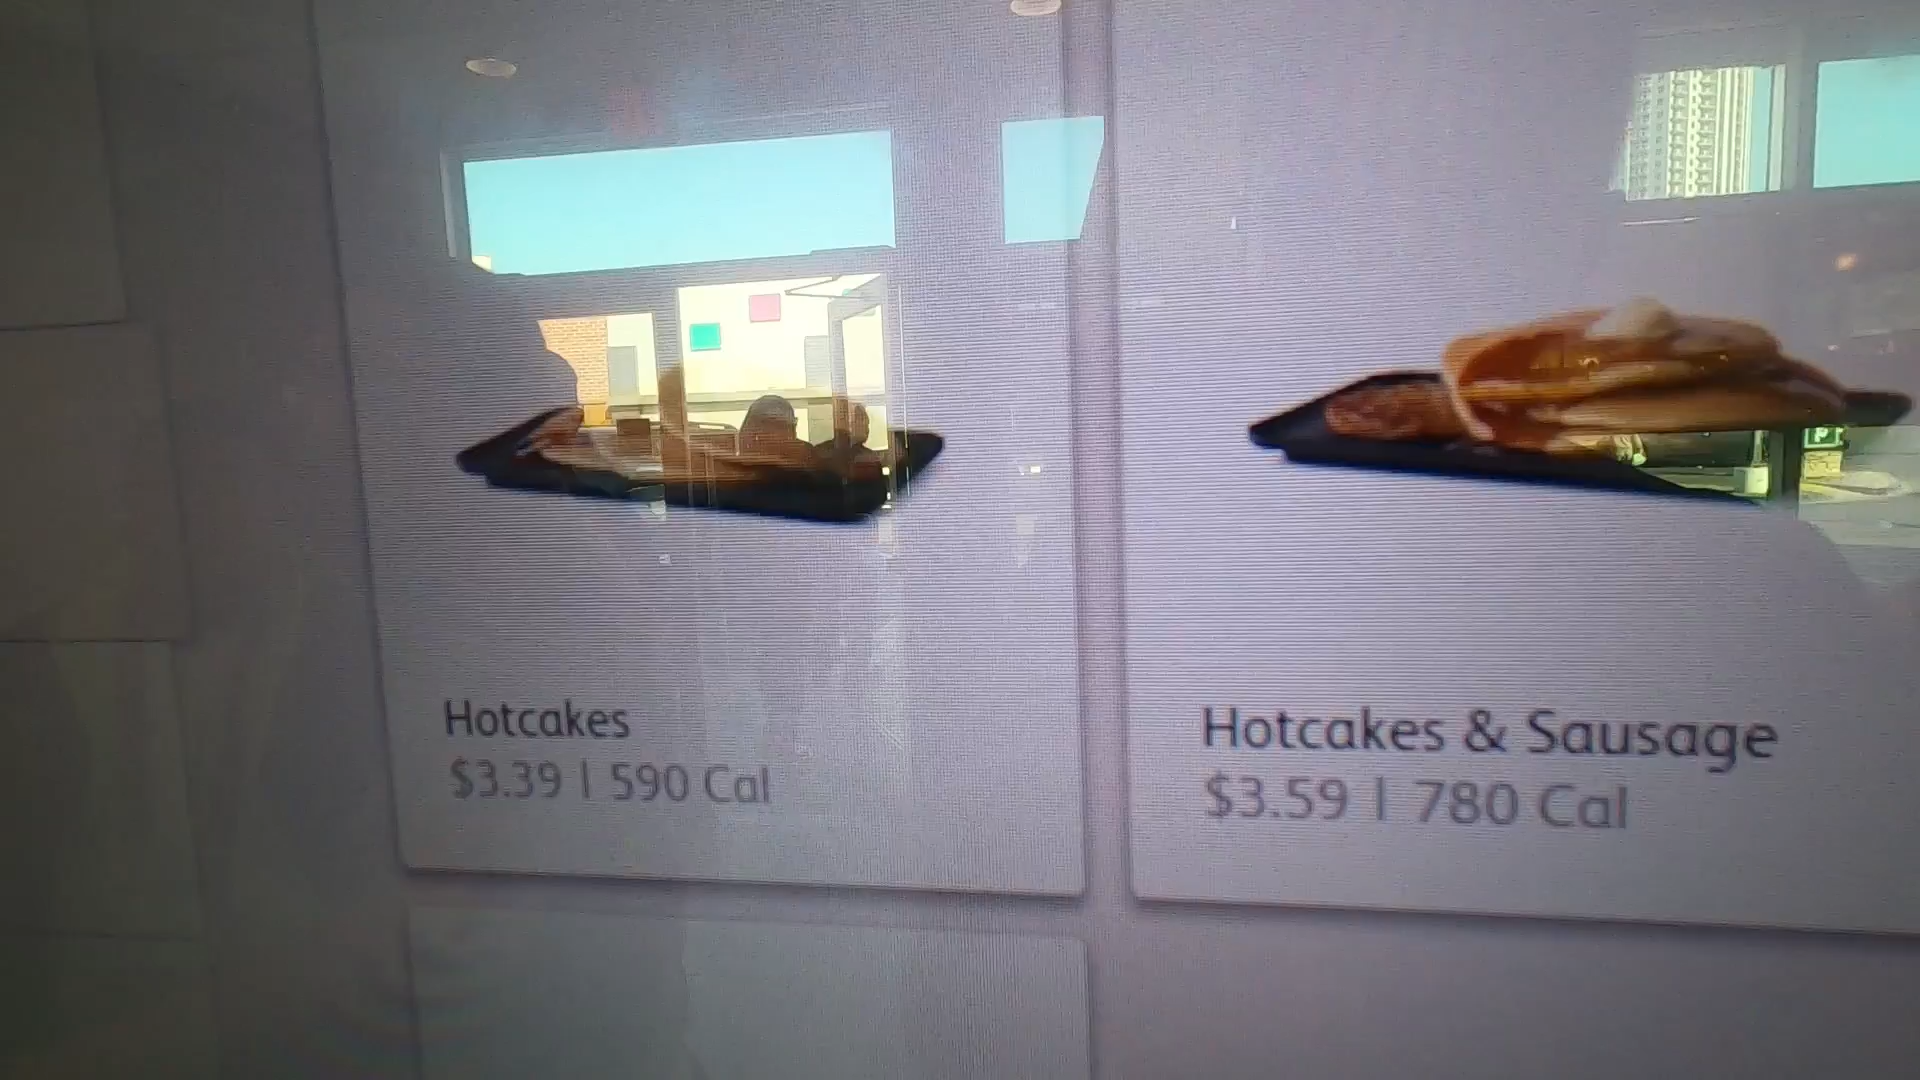 Hotcakes
$3.39 | 590 Cal
Hotcakes & Sausage
$3.59 | 780 Cal
P